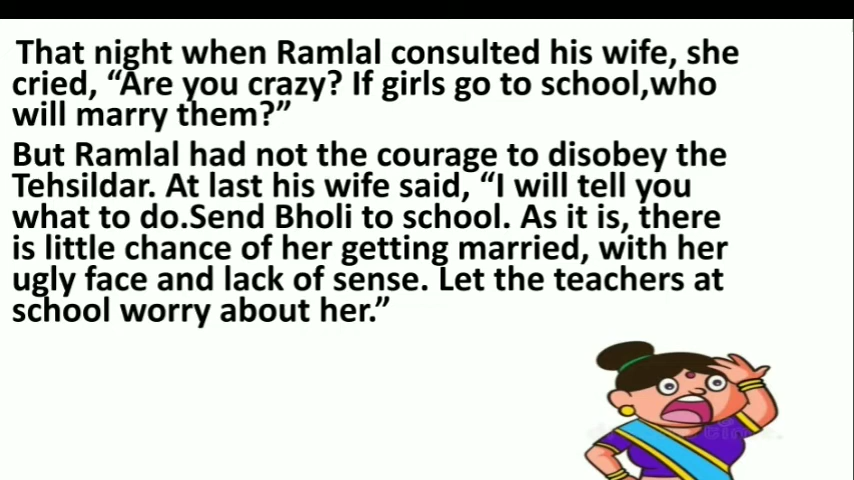 That night when Ramlal consulted his wife, she
cried, “Are you crazy? If girls go to school,who
will marry them?”
But Ramlal had not the courage to disobey the
Tehsildar. At last his wife said, “I will tell you
what to do.Send Bholi to school. As it is, there
is little chance of her getting married, with her
ugly face and lack of sense. Let the teachers at
school worry about her.”